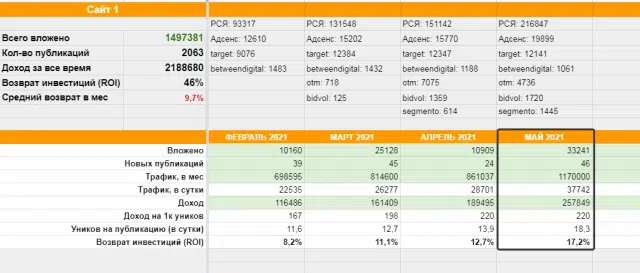 Сайт 1
РСЯ: 93317 РСЯ: 131548 РСЯ: 151142 РСЯ: 216847
Всего вложено 1497381 Адсенс: 12610 Адсенс: 15202 Адсенс: 15770 Адсенс: 19899
Кол-во публикаций 2063 target: 9076 target: 12384 target: 12347 target: 12141
Доход за все время 2188680 betweendigital: 1483 betweendigital: 1432 betweendigital: 1188 betweendigital: 1061
Возврат инвестиций (ROI) 46% otm: 718 otm: 7075 otm: 4736
Средний возврат в мес 9,7% bidvol: 125 bidvol: 1359 bidvol: 1720
segmento: 614 segmento: 1445
ФЕВРАЛЬ 2021 МАРТ 2021 АПРЕЛЬ 2021 МАЙ 2021
Вложено 10160 25128 10909 33241
Новых публикаций 39 45 24 46
Трафик, в мес 698595 814600 861037 1170000
Трафик, в сутки 22535 26277 28701 37742
Доход 116486 161409 189495 257849
Доход на 1к уников 167 198 220 220
Уников на публикацию (в сутки) 11,6 12,7 13,9 18,3
Возврат инвестиций (ROI) 8,2% 11,1% 12,7% 17,2%